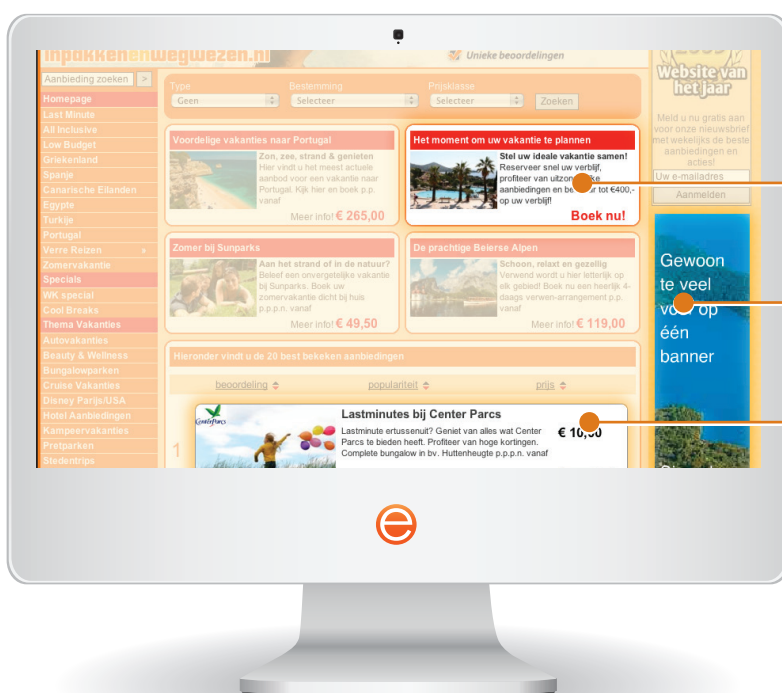 inpakkenenwegwezen.nl
Unieke beoordelingen
Aanbieding zoeken >
Homepage
Last Minute
All Inclusive
Low Budget
Griekenland
Spanje
Canarische Eilanden
Egypte
Turkije
Portugal
Verre Reizen »
Zomervakantie
Specials
WK special
Cool Breaks
Thema Vakanties
Autovakanties
Beauty & Wellness
Bungalowparken
Cruise Vakanties
Disney Parijs/USA
Hotel Aanbiedingen
Kampeervakanties
Pretparken
Stedentrips
Type Bestemming Prijsklasse
Geen Selecteer Selecteer Zoeken
Voordelige vakanties naar Portugal
Zon, zee, strand & genieten
Hier vindt u het meest actuele
aanbod voor een vakantie naar
Portugal. Kijk hier en boek p.p.
vanaf
Meer info! € 265,00
Het moment om uw vakantie te plannen
Stel uw ideale vakantie samen!
Reserveer snel uw verblijf,
profiteer van
aanbiedingen en tot €400,-
op uw verblijf!
Boek nu!
Zomer bij Sunparks
Aan het strand of in de natuur?
Beleef een onvergetelijke vakantie
bij Sunparks. Boek uw
zomervakantie dicht bij huis
p.p.p.n. vanaf
Meer info! € 49,50
De prachtige Beierse Alpen
Schoon, relaxt en gezellig
Verwend wordt u hier letterlijk op
elk gebied! Boek nu een heerlijk 4-
daags verwen-arrangement p.p.
vanaf
Meer info! € 119,00
Hieronder vindt u de 20 best bekeken aanbiedingen
beoordeling populariteit prijs
1
CenterParcs
Lastminutes bij Center Parcs
Lastminute ertussenuit? Geniet van alles wat Center
Parcs te bieden heeft. Profiteer van hoge kortingen.
Complete bungalow in bv. Huttenheugte p.p.p.n. vanaf
€ 10,00
2009
Website van
het jaar
Meld u nu gratis aan
voor onze nieuwsbrief
met wekelijks de beste
aanbiedingen en
acties!
Uw e-mailadres
Aanmelden
Gewoon
te veel
voor op
één
banner
e